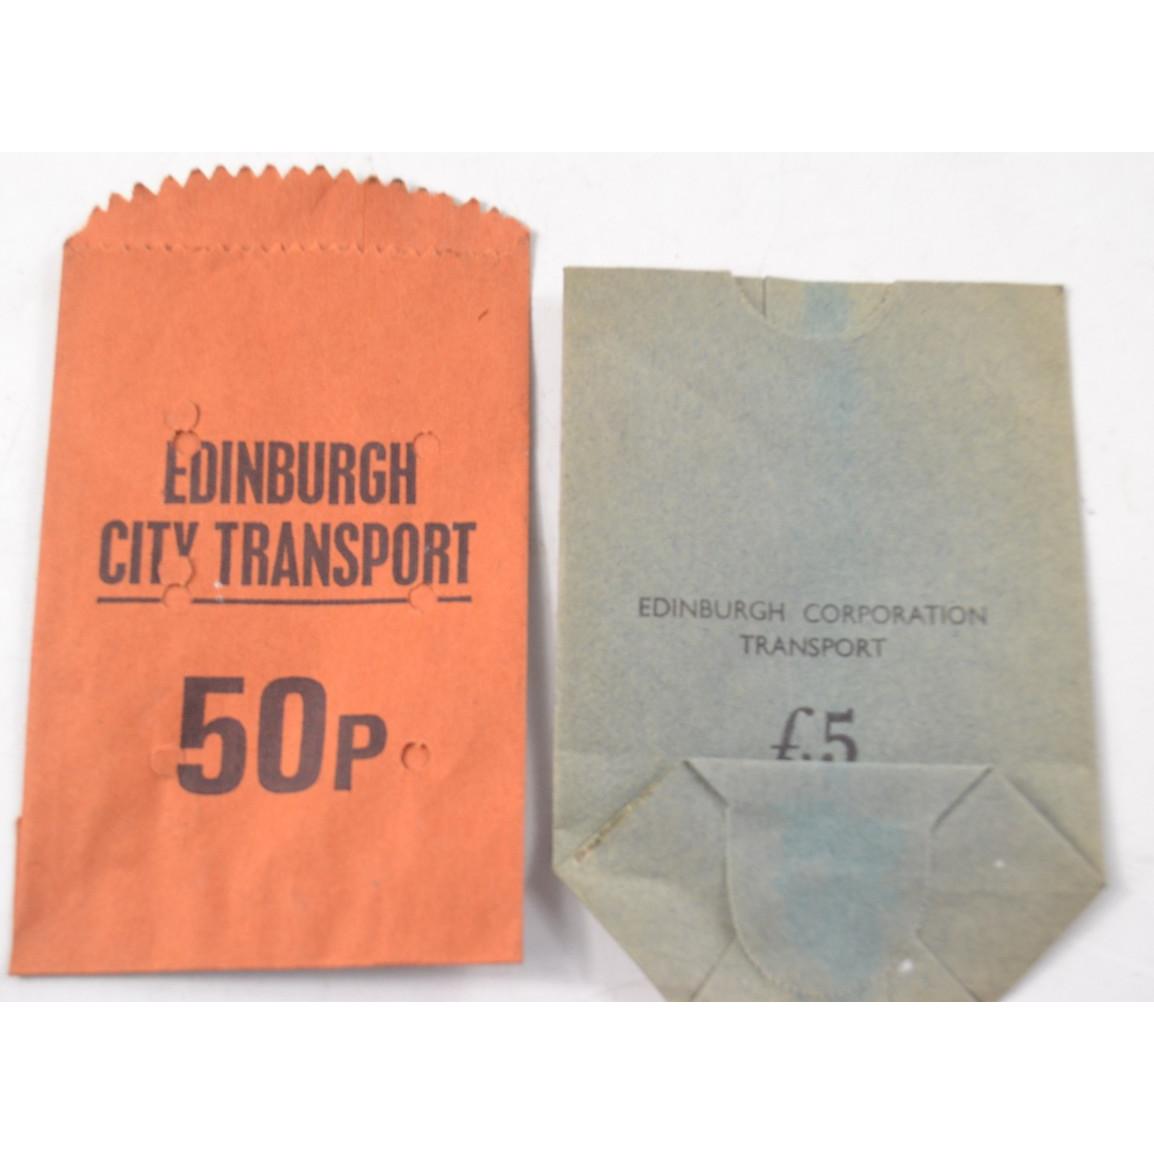 EDINBURGH
CITY TRANSPORT
50P
EDINBURGH CORPORATION
TRANSPORT
£5